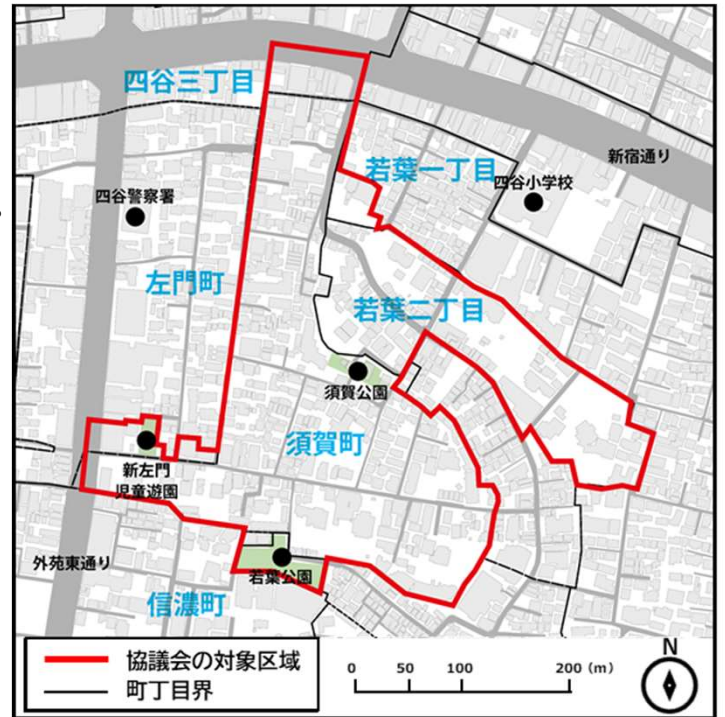 四谷三丁目
新宿通り
若葉一丁目
四谷小学校
四谷警察署
左門町
若葉二丁目
須賀公園
須賀町
新左門
児童遊園
外苑東通り
若葉公園
信濃町
協議会の対象区域
町丁目界
0 50 100 200 (m)
N